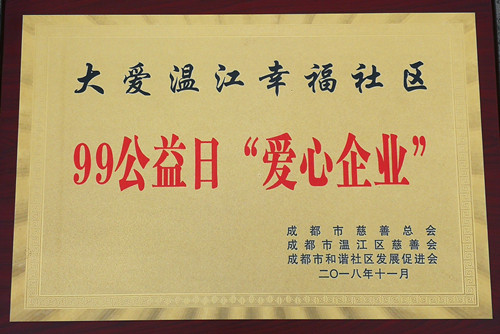 大爱温江幸福社区
99公益日“爱心企业”
成都市慈善总会
成都市温江区慈善会
成都市和谐社区发展促进会
二〇一八年十一月